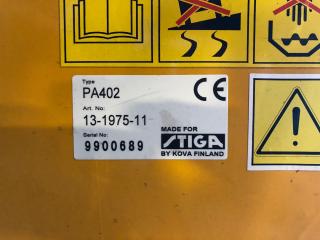 Type
PA402
Art. No:
13-1975-11
Serial No:
9900689
CE
MADE FOR
STIGA
BY KOVA FINLAND